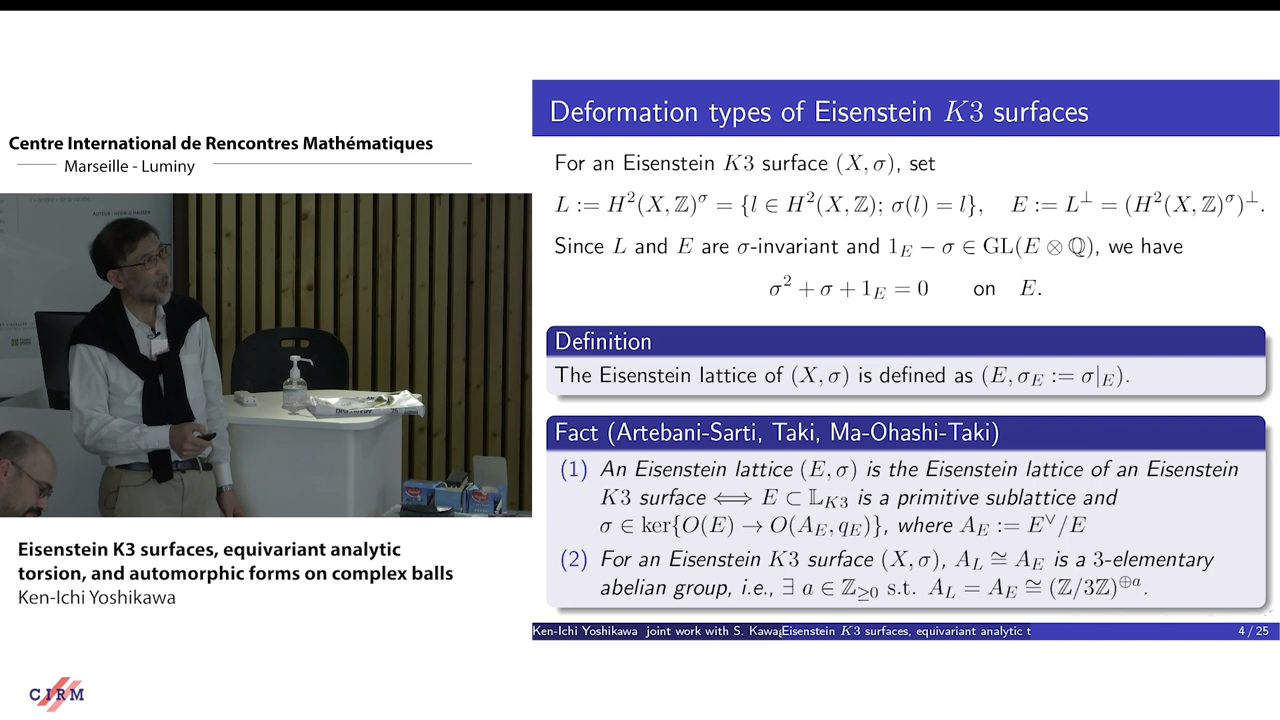 Centre International de Rencontres Mathématiques
Marseille - Luminy
Eisenstein K3 surfaces, equivariant analytic
torsion, and automorphic forms on complex balls
Ken-Ichi Yoshikawa
CIRM
Deformation types of Eisenstein K3 surfaces
For an Eisenstein K3 surface (X, σ), set
L := H²(X, ℤ)^σ = {l ∈ H²(X, ℤ); σ(l) = l}, E := L^⊥ = (H²(X, ℤ)^σ)^⊥.
Since L and E are σ-invariant and 1_E − σ ∈ GL(E ⊗ ℚ), we have
σ² + σ + 1_E = 0 on E.
Definition
The Eisenstein lattice of (X, σ) is defined as (E, σ_E := σ|_E).
Fact (Artebani-Sarti, Taki, Ma-Ohashi-Taki)
(1) An Eisenstein lattice (E, σ) is the Eisenstein lattice of an Eisenstein
K3 surface ⟺ E ⊂ 𝕃_K3 is a primitive sublattice and
σ ∈ ker{O(E) → O(A_E, q_E)}, where A_E := E^∨/E
(2) For an Eisenstein K3 surface (X, σ), A_L ≅ A_E is a 3-elementary
abelian group, i.e., ∃ a ∈ ℤ_≥0 s.t. A_L = A_E ≅ (ℤ/3ℤ)^⊕a.
Ken-Ichi Yoshikawa joint work with S. Kawa Eisenstein K3 surfaces, equivariant analytic t 4 / 25